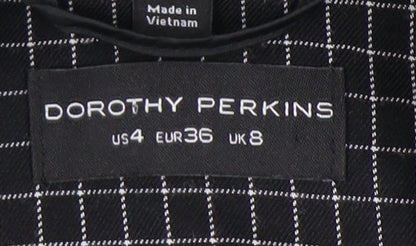 Made in
Vietnam
DOROTHY PERKINS
US4 EUR36 UK8